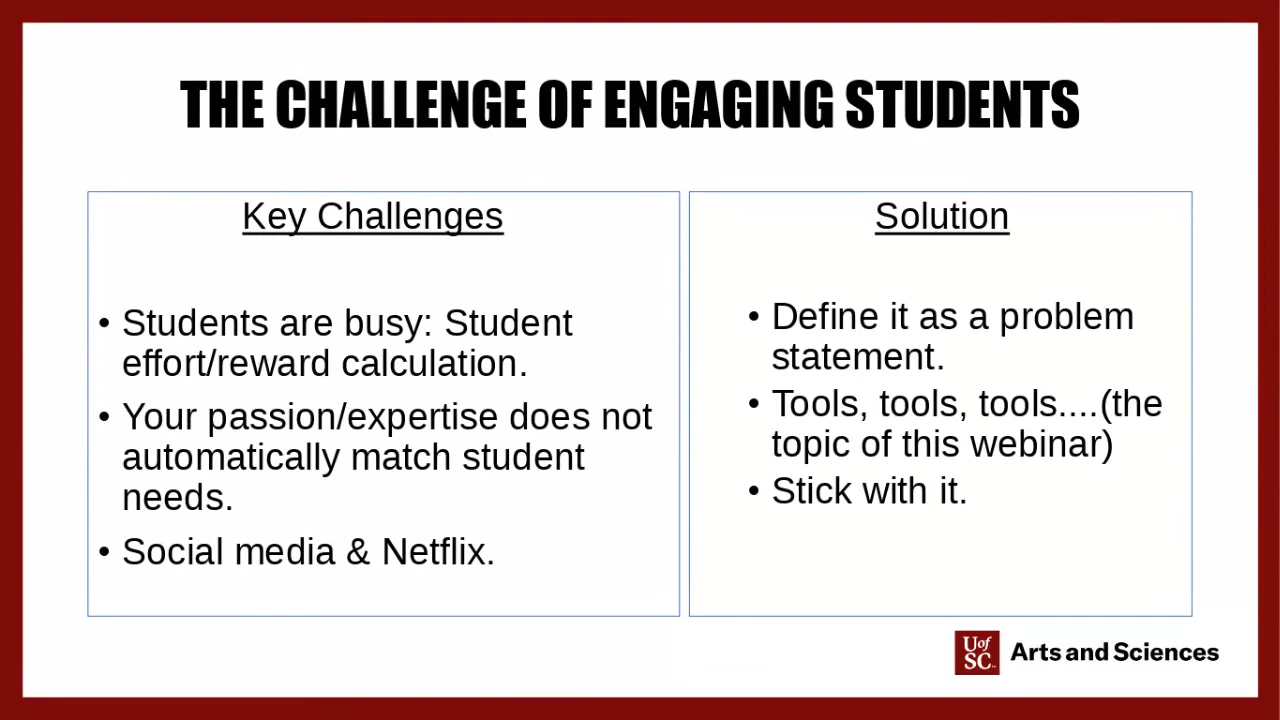 THE CHALLENGE OF ENGAGING STUDENTS
Key Challenges
• Students are busy: Student
effort/reward calculation.
• Your passion/expertise does not
automatically match student
needs.
• Social media & Netflix.
Solution
• Define it as a problem
statement.
• Tools, tools, tools....(the
topic of this webinar)
• Stick with it.
U of
SC
Arts and Sciences